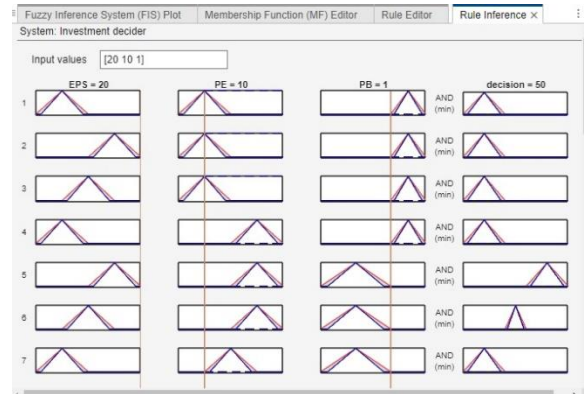 Fuzzy Inference System (FIS) Plot Membership Function (MF) Editor Rule Editor Rule Inference ×
System: Investment decider
Input values [20 10 1]
EPS = 20 PE = 10 PB = 1 decision = 50
1 AND
(min)
2 AND
(min)
3 AND
(min)
4 AND
(min)
5 AND
(min)
6 AND
(min)
7 AND
(min)